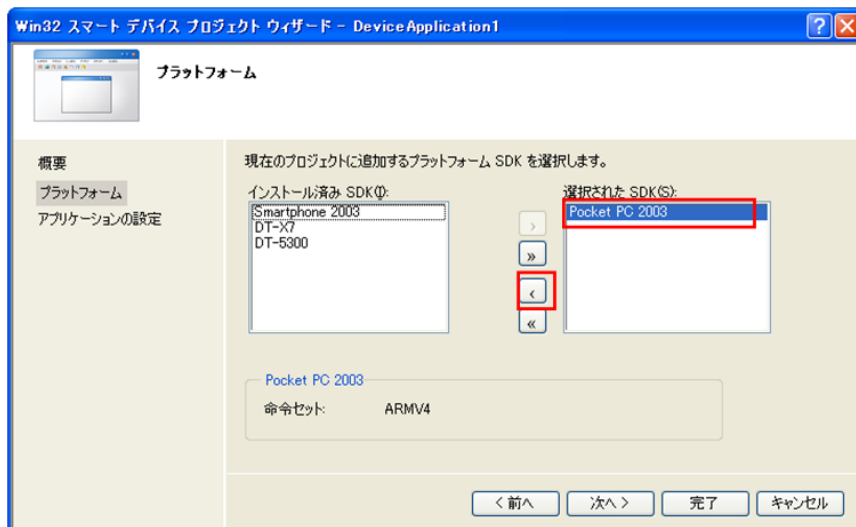 Win32 スマート デバイス プロジェクト ウィザード - DeviceApplication1
プラットフォーム
概要
プラットフォーム
アプリケーションの設定
現在のプロジェクトに追加するプラットフォーム SDK を選択します。
インストール済み SDK(I):
Smartphone 2003
DT-X7
DT-5300
›
»
‹
«
選択された SDK(S):
Pocket PC 2003
Pocket PC 2003
命令セット: ARMV4
< 前へ
次へ >
完了
キャンセル